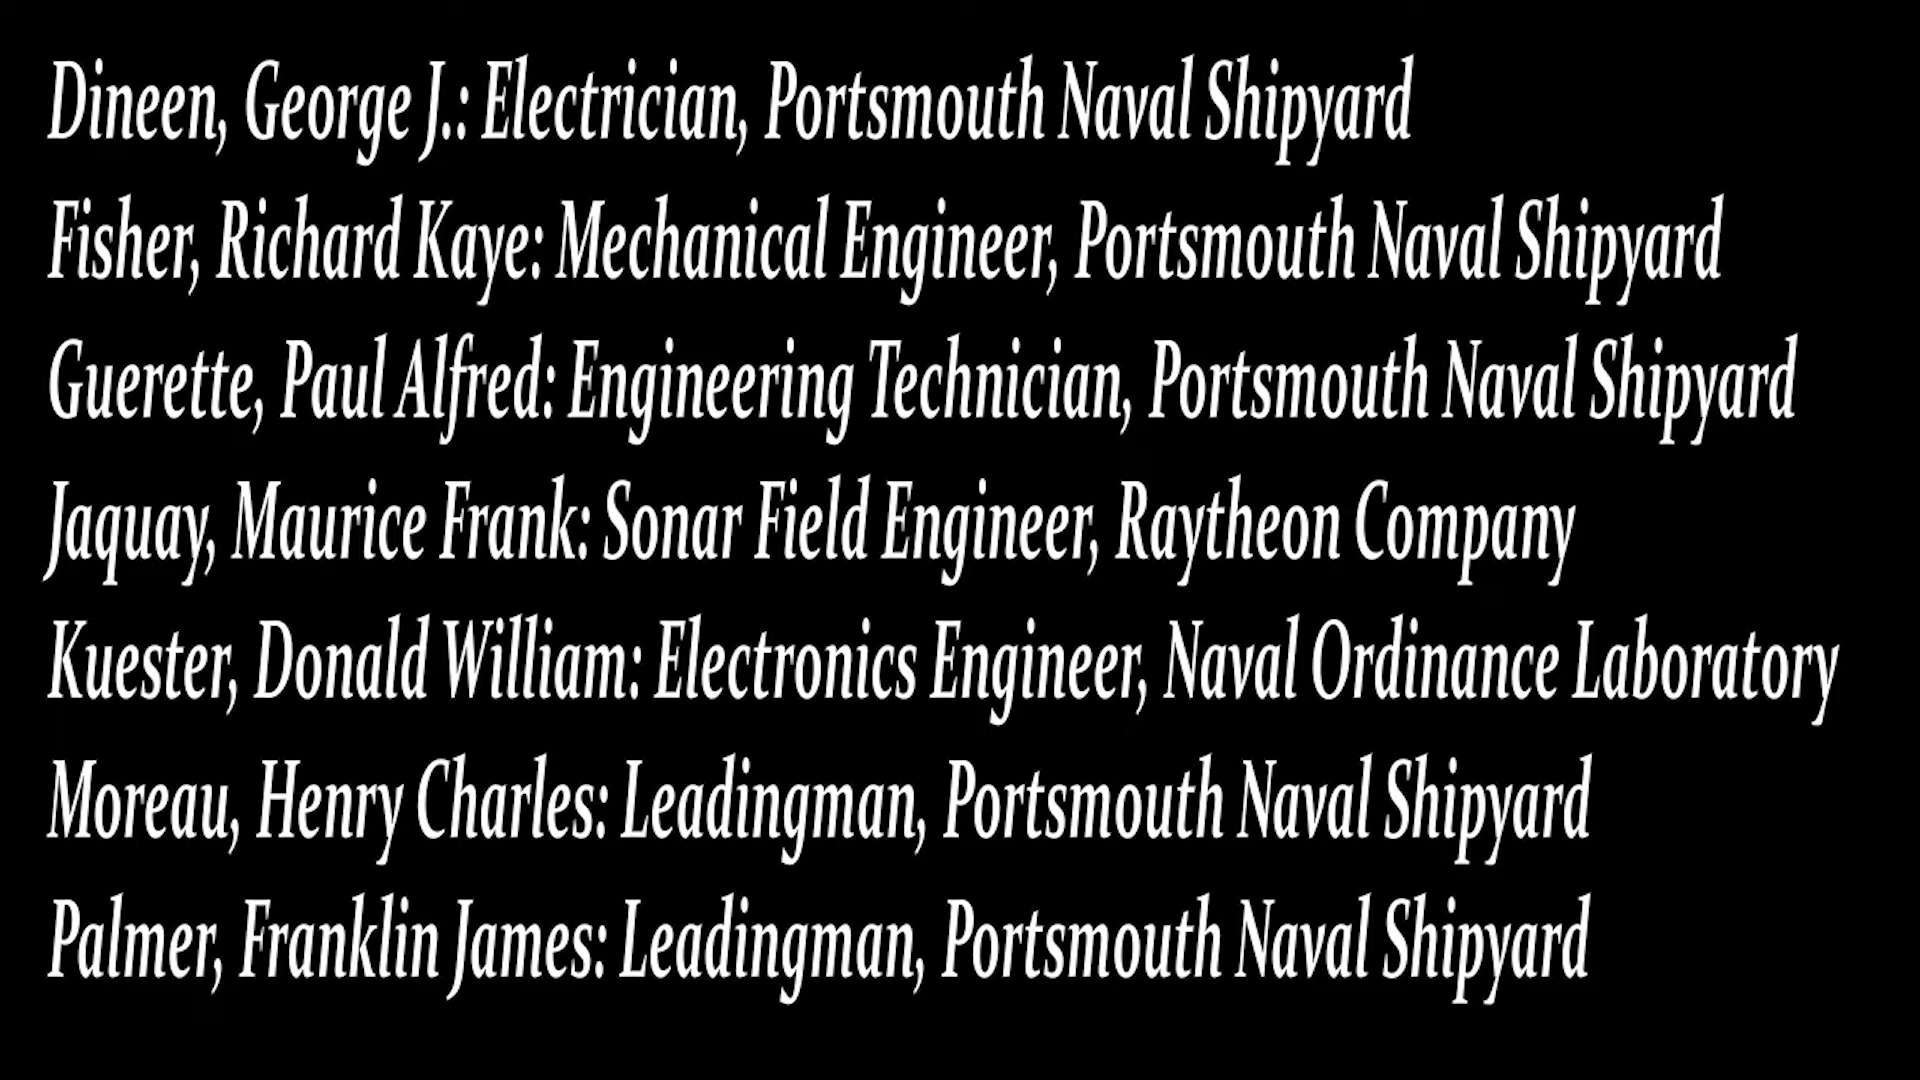 Dineen, George J.: Electrician, Portsmouth Naval Shipyard
Fisher, Richard Kaye: Mechanical Engineer, Portsmouth Naval Shipyard
Guerette, Paul Alfred: Engineering Technician, Portsmouth Naval Shipyard
Jaquay, Maurice Frank: Sonar Field Engineer, Raytheon Company
Kuester, Donald William: Electronics Engineer, Naval Ordinance Laboratory
Moreau, Henry Charles: Leadingman, Portsmouth Naval Shipyard
Palmer, Franklin James: Leadingman, Portsmouth Naval Shipyard